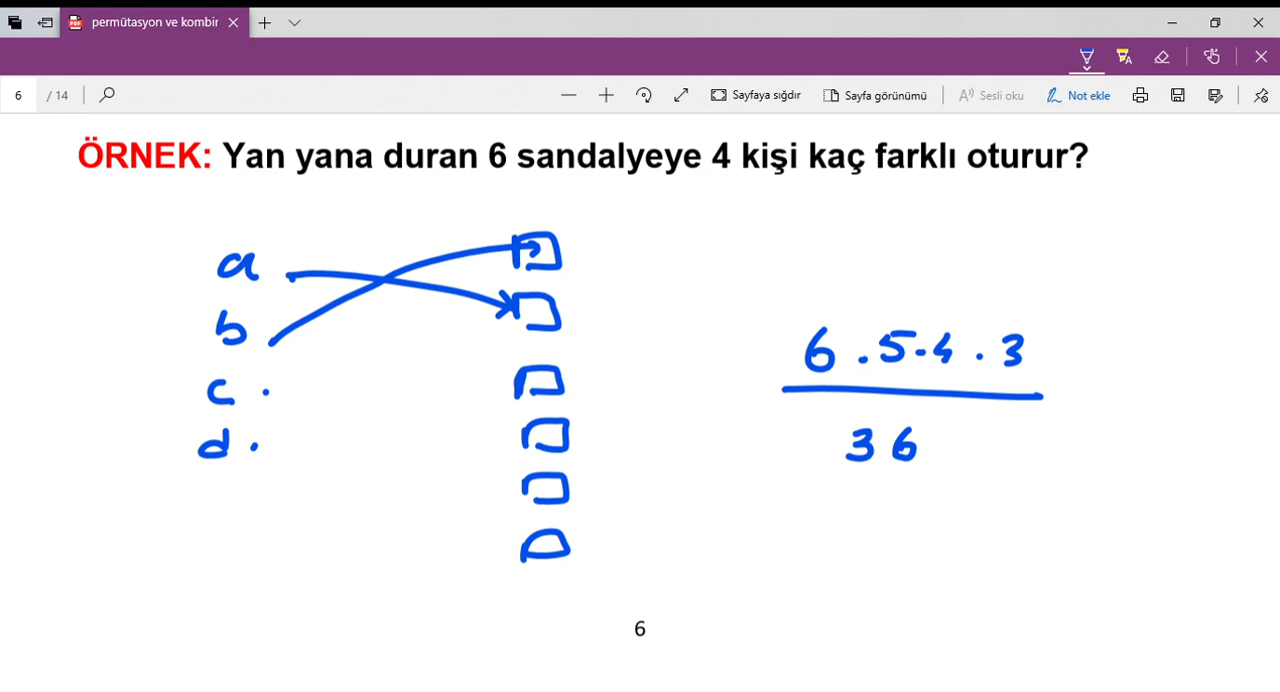 permütasyon ve kombir
6 / 14 Sayfaya sığdır Sayfa görünümü Sesli oku Not ekle
ÖRNEK: Yan yana duran 6 sandalyeye 4 kişi kaç farklı oturur?
a
b
c .
d .
6 . 5 . 4 . 3
36
6